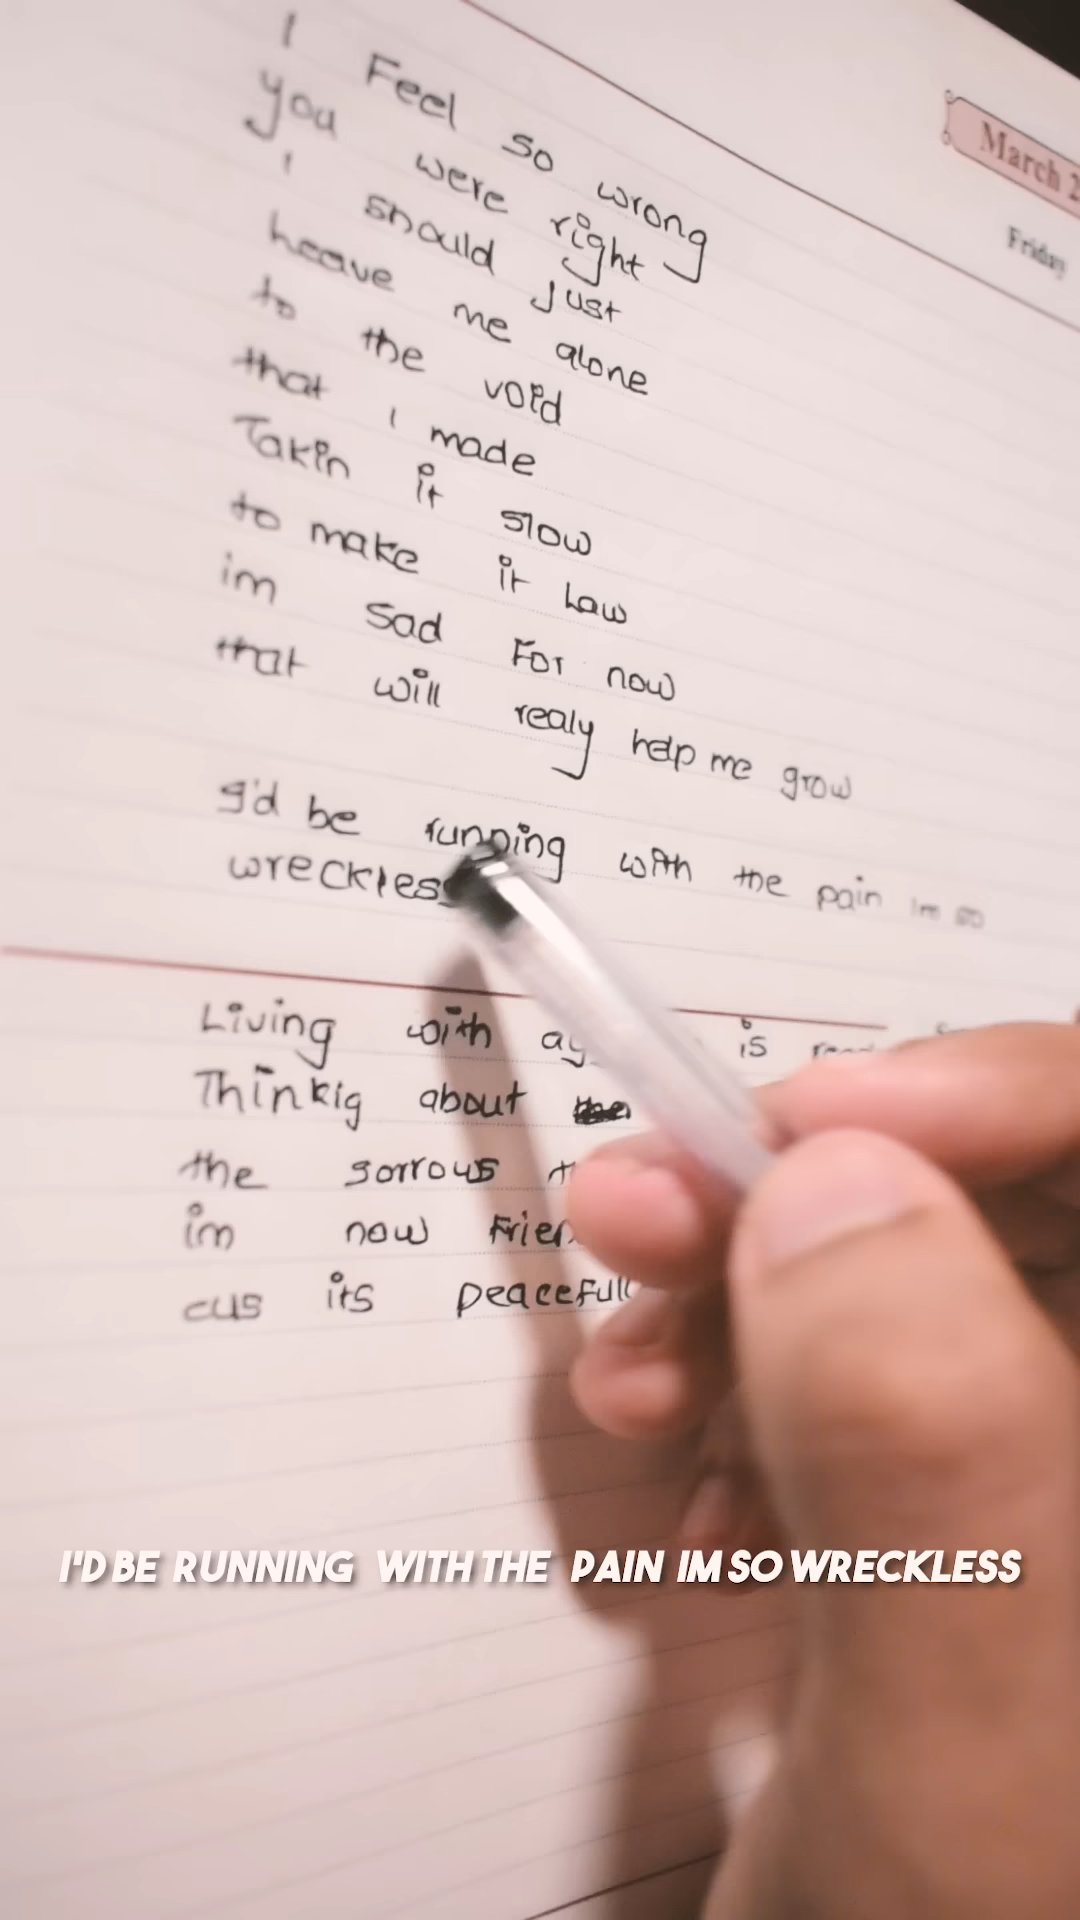 March 2
Friday
I Feel so wrong
you were right
I should just
heave me alone
to the void
that I made
Takin it slow
to make it Law
im sad For now
that will realy help me grow
I'd be running with the pain im so
wreckless
Living with is
Thinkig about
the sorrows
im now
cus its peacefull
I'D BE RUNNING WITH THE PAIN IM SO WRECKLESS